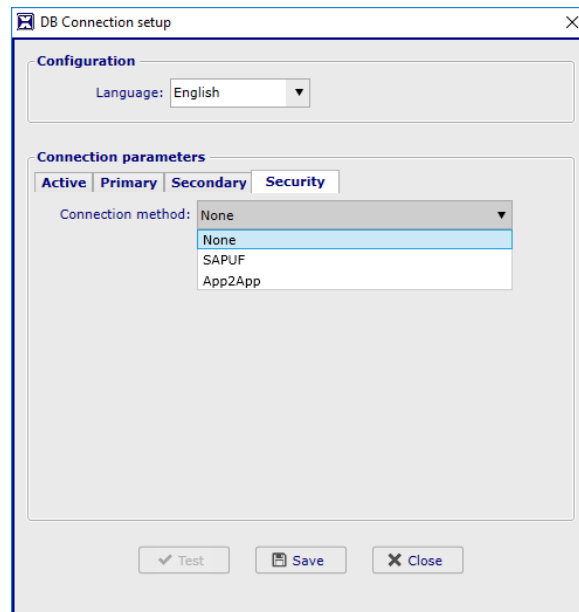 DB Connection setup
Configuration
Language: English
Connection parameters
Active Primary Secondary Security
Connection method: None
None
SAPUF
App2App
Test Save Close